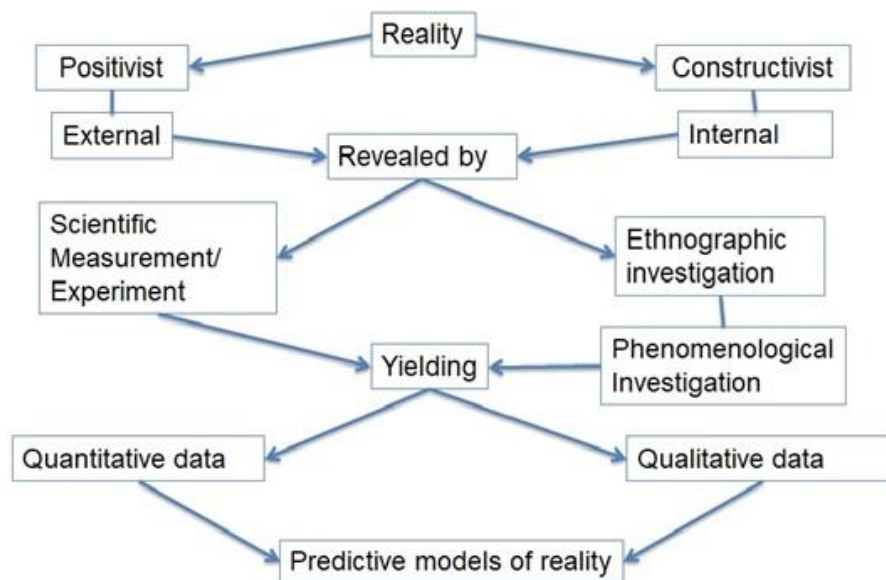 Reality
Positivist
Constructivist
External
Internal
Revealed by
Scientific
Measurement/
Experiment
Ethnographic
investigation
Phenomenological
Investigation
Yielding
Quantitative data
Qualitative data
Predictive models of reality